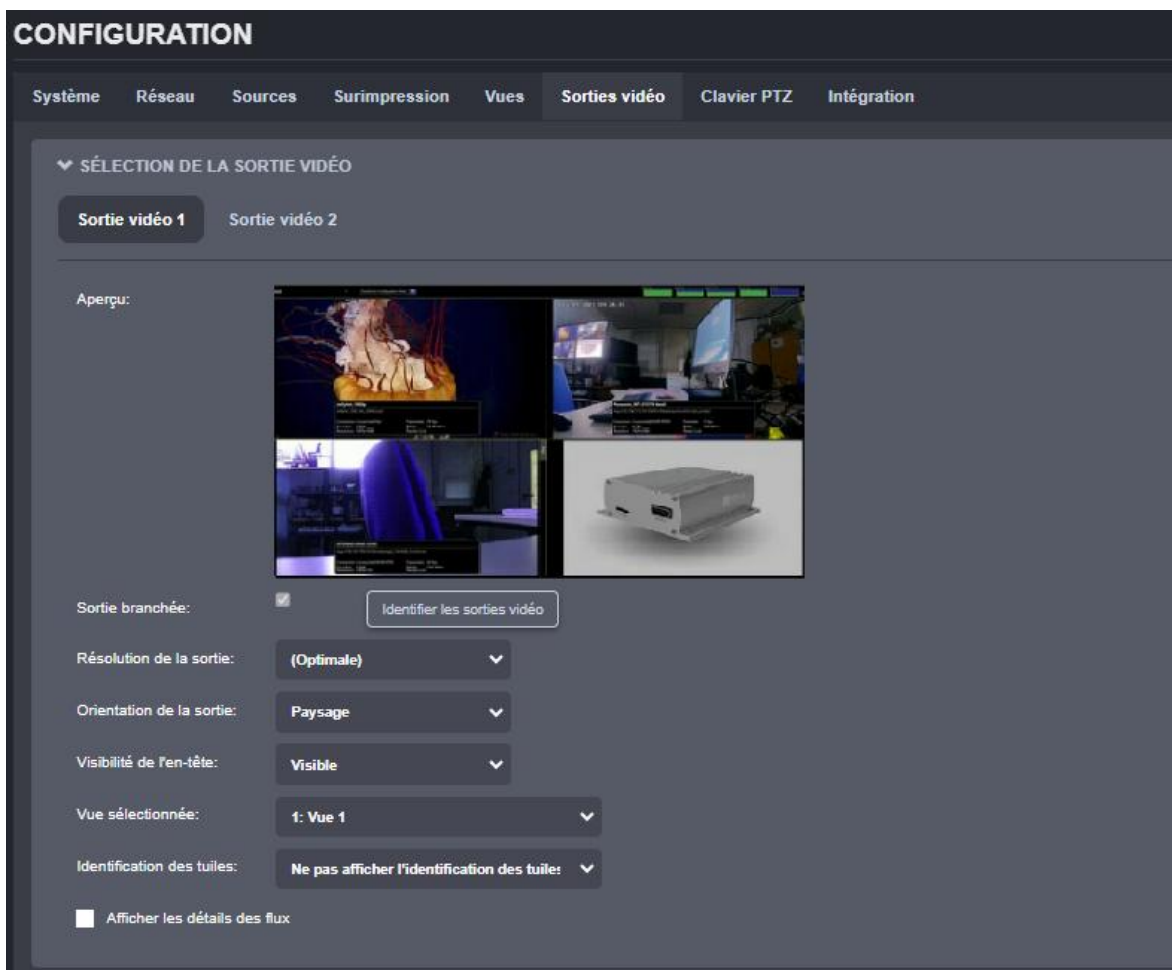 CONFIGURATION
Système Réseau Sources Surimpression Vues Sorties vidéo Clavier PTZ Intégration
SÉLECTION DE LA SORTIE VIDÉO
Sortie vidéo 1 Sortie vidéo 2
Aperçu:
Sortie branchée: Identifier les sorties vidéo
Résolution de la sortie: (Optimale)
Orientation de la sortie: Paysage
Visibilité de l'en-tête: Visible
Vue sélectionnée: 1: Vue 1
Identification des tuiles: Ne pas afficher l'identification des tuile
Afficher les détails des flux